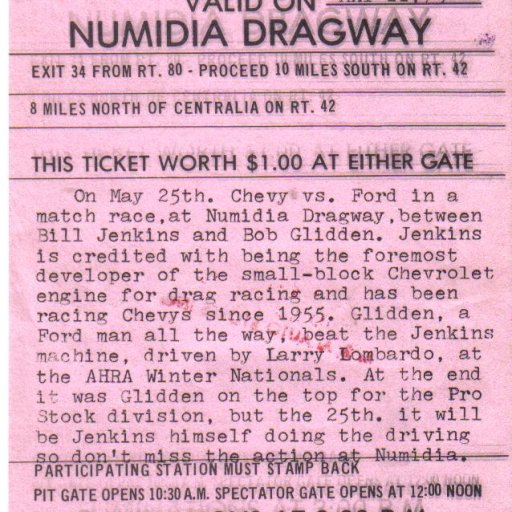 VALID ON
NUMIDIA DRAGWAY
EXIT 34 FROM RT. 80 - PROCEED 10 MILES SOUTH ON RT. 42
8 MILES NORTH OF CENTRALIA ON RT. 42
THIS TICKET WORTH $1.00 AT EITHER GATE
On May 25th. Chevy vs. Ford in a
match race,at Numidia Dragway,between
Bill Jenkins and Bob Glidden. Jenkins
is credited with being the foremost
developer of the small-block Chevrolet
engine for drag racing and has been
racing Chevys since 1955. Glidden, a
Ford man all the way, beat the Jenkins
machine, driven by Larry Lombardo, at
the AHRA Winter Nationals. At the end
it was Glidden on the top for the Pro
Stock division, but the 25th. it will
be Jenkins himself doing the driving
so don't miss the action at Numidia.
PARTICIPATING STATION MUST STAMP BACK
PIT GATE OPENS 10:30 A.M. SPECTATOR GATE OPENS AT 12:00 NOON